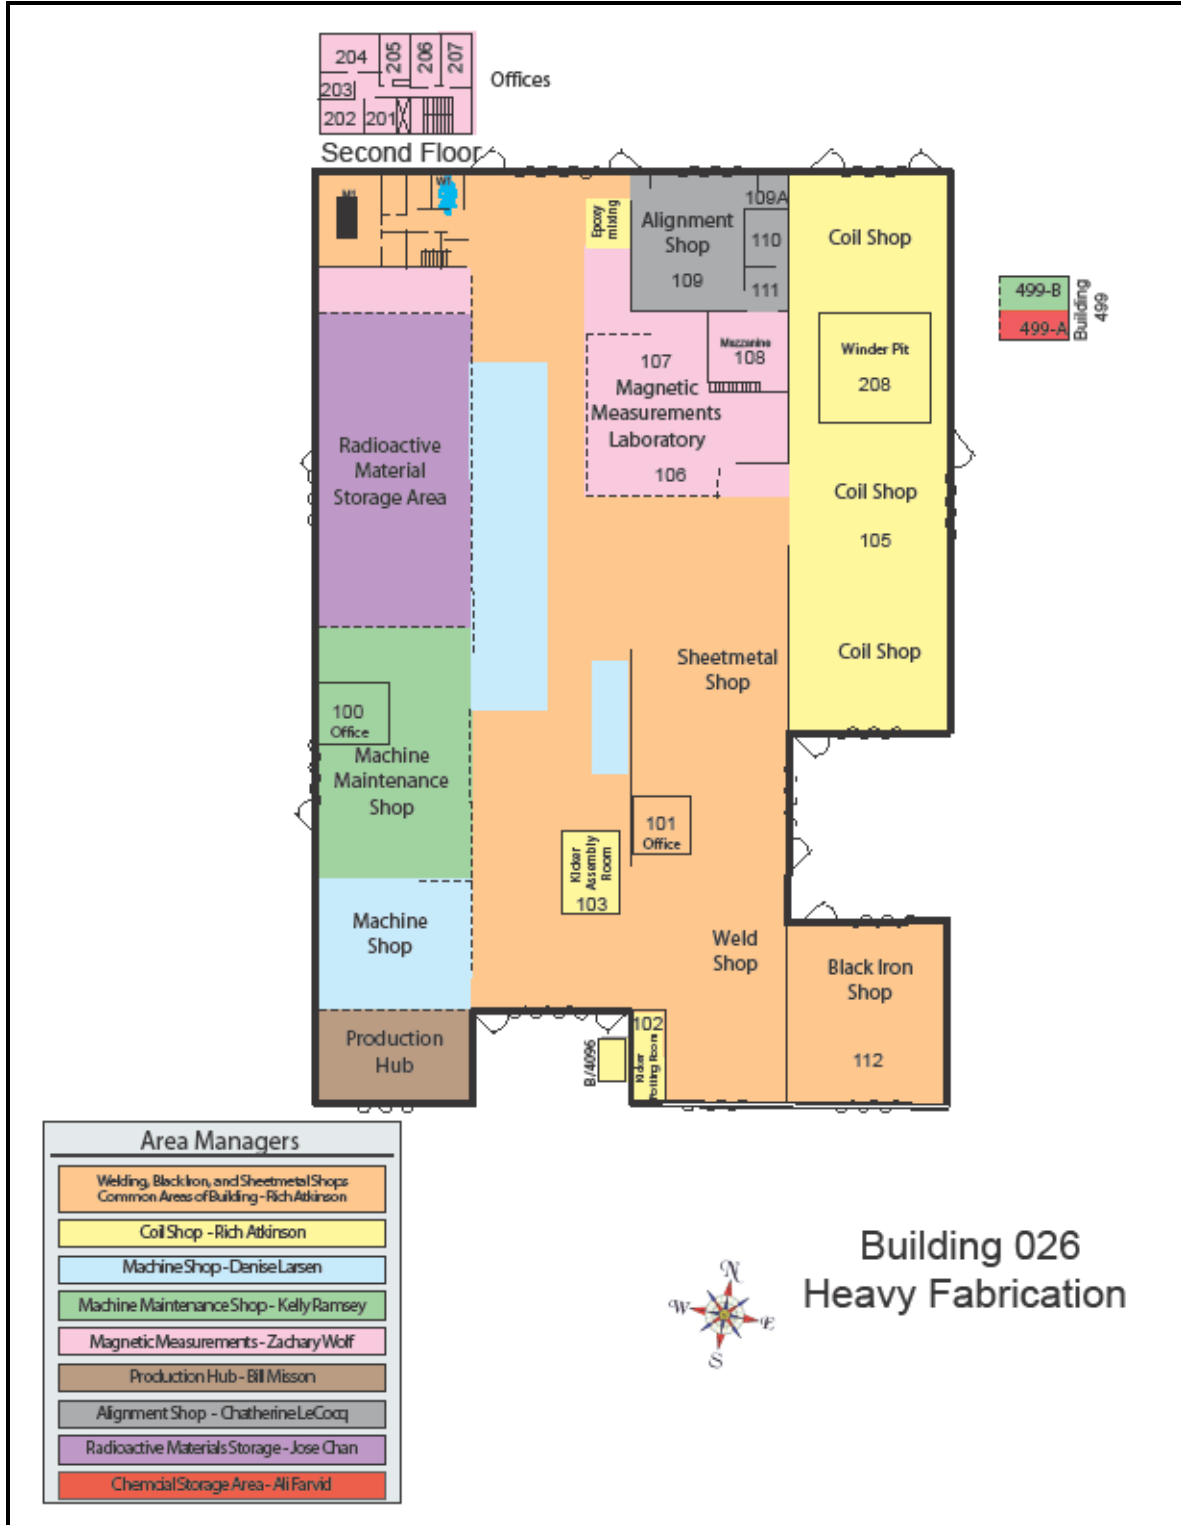 204
205
206
207
203
202
201
Offices
Second Floor
M1
W1
Epoxy
mixing
Alignment
Shop
109
109A
110
111
Coil Shop
499-B
499-A
Building
499
Winder Pit
208
Mezzanine
108
107
Magnetic
Measurements
Laboratory
106
Radioactive
Material
Storage Area
Coil Shop
105
Coil Shop
Sheetmetal
Shop
100
Office
Machine
Maintenance
Shop
101
Office
Kicker
Assembly
Room
103
Machine
Shop
Weld
Shop
Black Iron
Shop
112
Production
Hub
B/4096
102
Kicker
Potting Room
Area Managers
Welding, Black Iron, and Sheetmetal Shops
Common Areas of Building - Rich Atkinson
Coil Shop - Rich Atkinson
Machine Shop - Denise Larsen
Machine Maintenance Shop - Kelly Ramsey
Magnetic Measurements - Zachary Wolf
Production Hub - Bill Misson
Alignment Shop - Chatherine LeCocq
Radioactive Materials Storage - Jose Chan
Chemcial Storage Area - Ali Farvid
Building 026
Heavy Fabrication
N
W
E
S